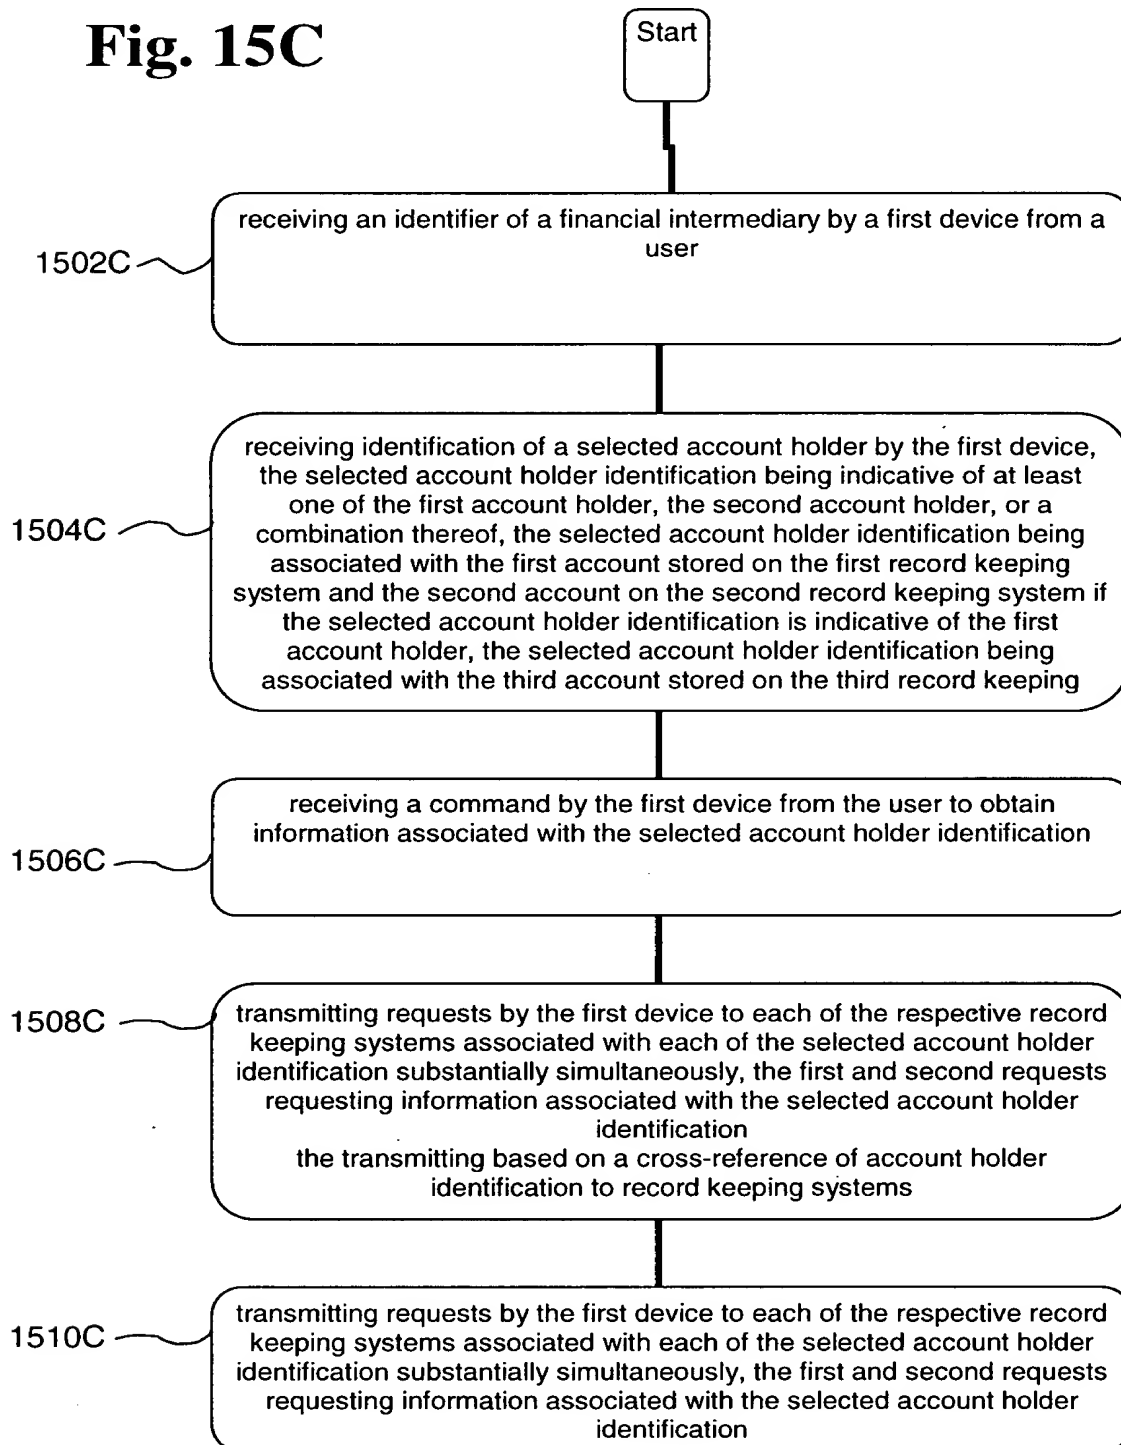 Fig. 15C
Start
receiving an identifier of a financial intermediary by a first device from a
user
1502C
receiving identification of a selected account holder by the first device,
the selected account holder identification being indicative of at least
one of the first account holder, the second account holder, or a
combination thereof, the selected account holder identification being
associated with the first account stored on the first record keeping
system and the second account on the second record keeping system if
the selected account holder identification is indicative of the first
account holder, the selected account holder identification being
associated with the third account stored on the third record keeping
1504C
receiving a command by the first device from the user to obtain
information associated with the selected account holder identification
1506C
transmitting requests by the first device to each of the respective record
keeping systems associated with each of the selected account holder
identification substantially simultaneously, the first and second requests
requesting information associated with the selected account holder
identification
the transmitting based on a cross-reference of account holder
identification to record keeping systems
1508C
transmitting requests by the first device to each of the respective record
keeping systems associated with each of the selected account holder
identification substantially simultaneously, the first and second requests
requesting information associated with the selected account holder
identification
1510C